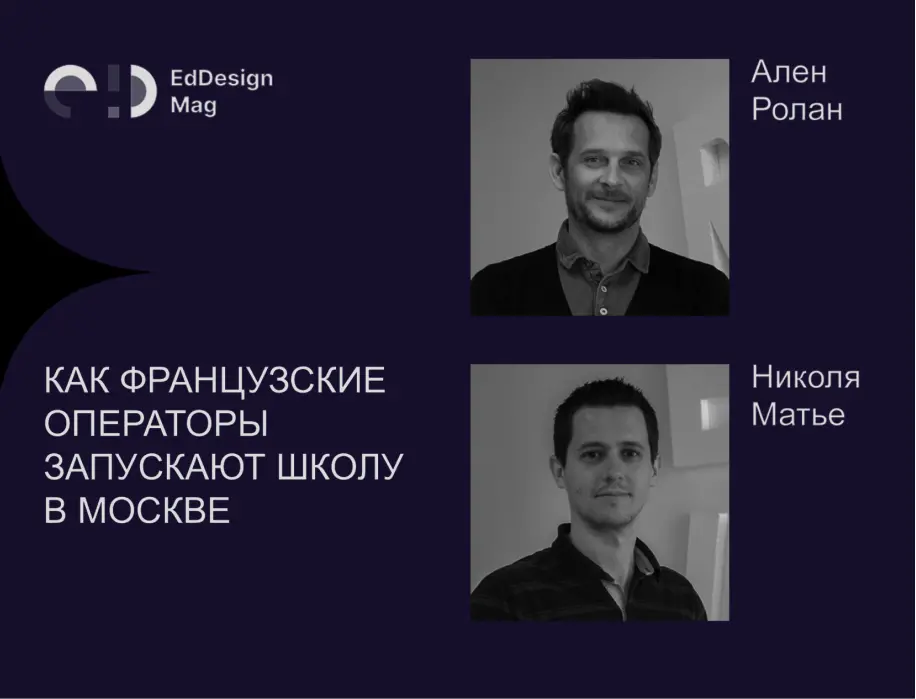 EdDesign
Mag
Ален
Ролан
КАК ФРАНЦУЗСКИЕ
ОПЕРАТОРЫ
ЗАПУСКАЮТ ШКОЛУ
В МОСКВЕ
Николя
Матье